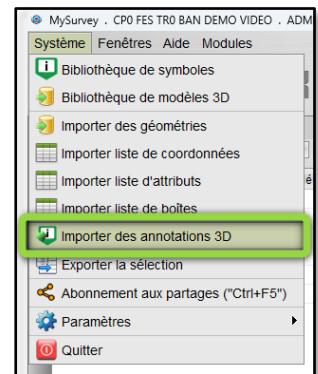 MySurvey . CP0 FES TR0 BAN DEMO VIDEO . ADM
Système Fenêtres Aide Modules
Bibliothèque de symboles
Bibliothèque de modèles 3D
Importer des géométries
Importer liste de coordonnées
Importer liste d'attributs
Importer liste de boîtes
Importer des annotations 3D
Exporter la sélection
Abonnement aux partages ("Ctrl+F5")
Paramètres
Quitter